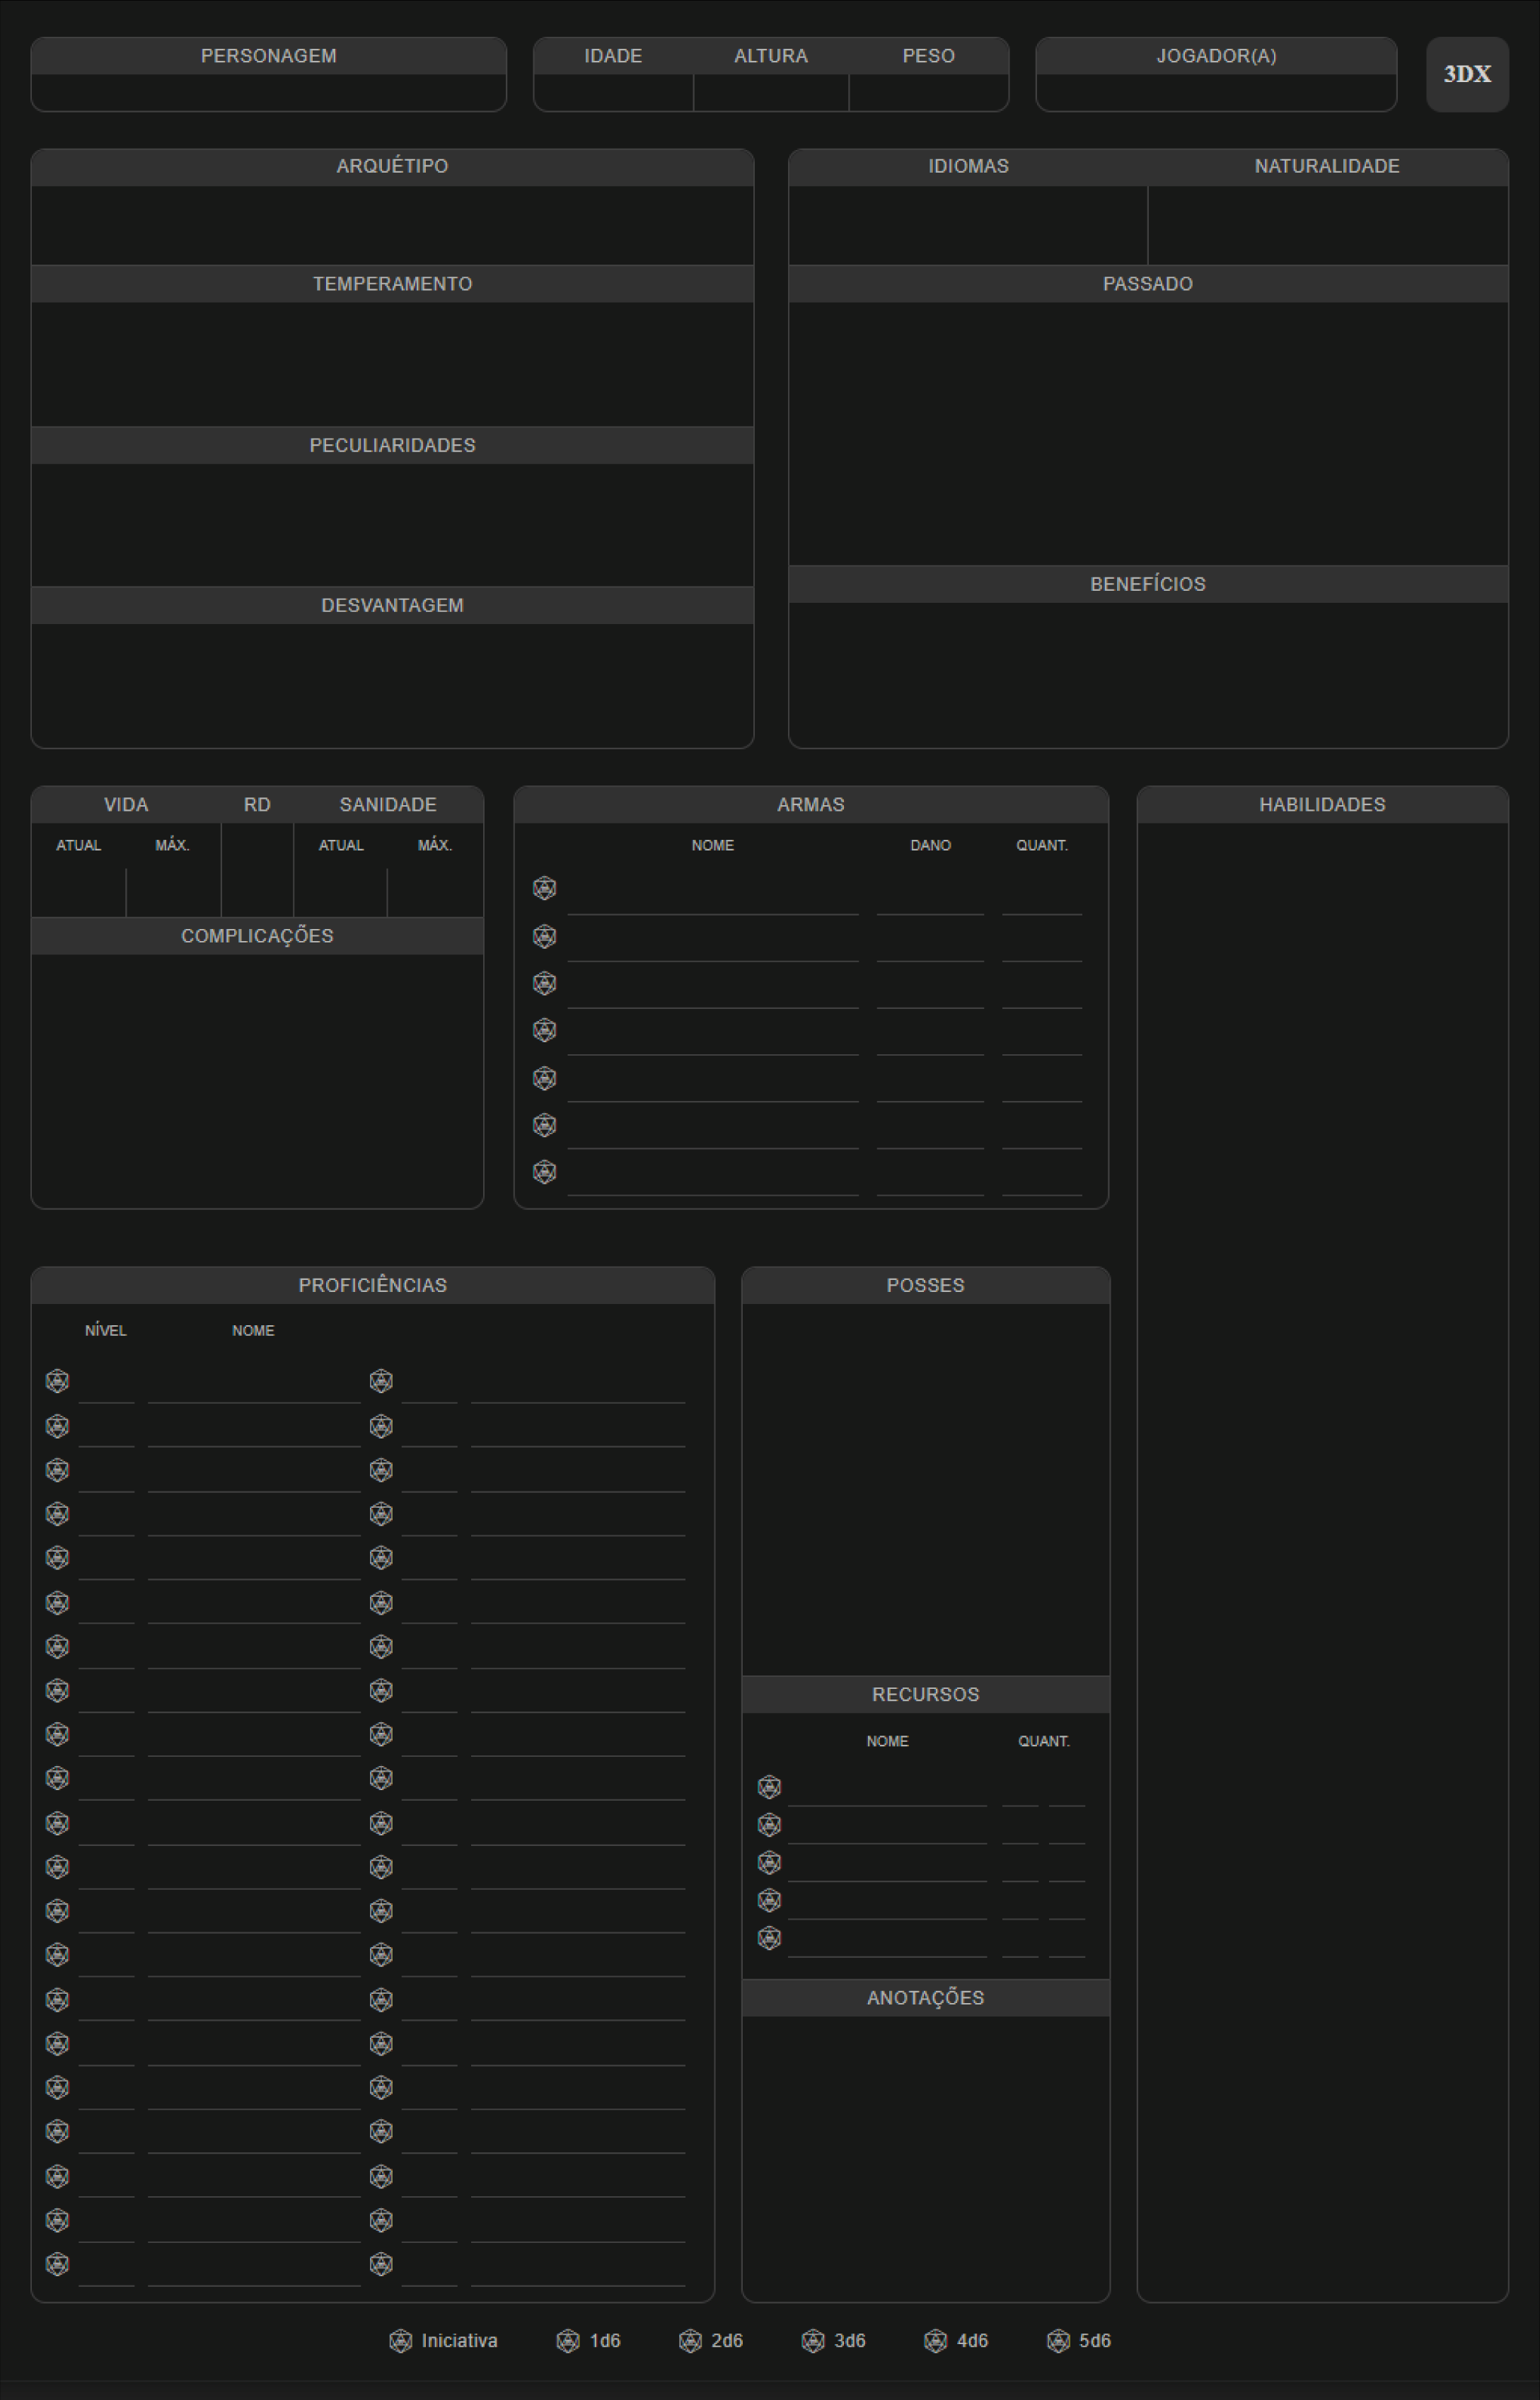 PERSONAGEM
IDADE ALTURA PESO
JOGADOR(A)
3DX
ARQUÉTIPO
TEMPERAMENTO
PECULIARIDADES
DESVANTAGEM
IDIOMAS NATURALIDADE
PASSADO
BENEFÍCIOS
VIDA RD SANIDADE
ATUAL MÁX. ATUAL MÁX.
COMPLICAÇÕES
ARMAS
NOME DANO QUANT.
HABILIDADES
PROFICIÊNCIAS
NÍVEL NOME
POSSES
RECURSOS
NOME QUANT.
ANOTAÇÕES
Iniciativa 1d6 2d6 3d6 4d6 5d6